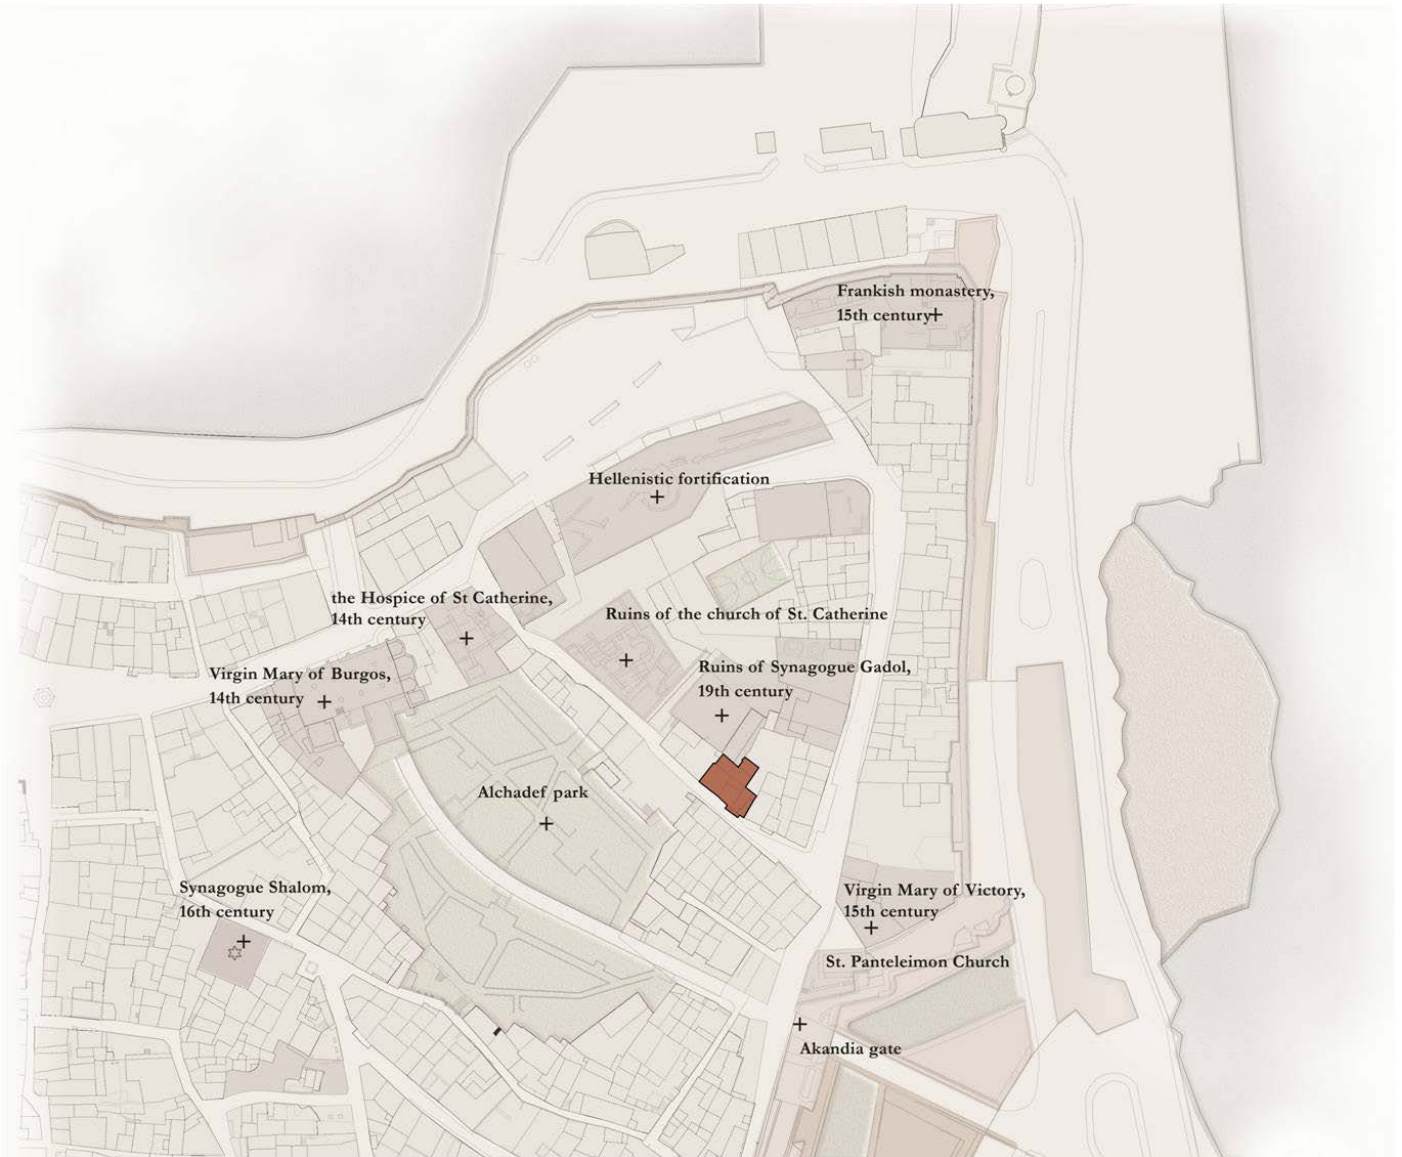 Frankish monastery,
15th century
Hellenistic fortification
the Hospice of St Catherine,
14th century
Ruins of the church of St. Catherine
Ruins of Synagogue Gadol,
19th century
Virgin Mary of Burgos,
14th century
Alchadef park
Synagogue Shalom,
16th century
Virgin Mary of Victory,
15th century
St. Panteleimon Church
Akandia gate